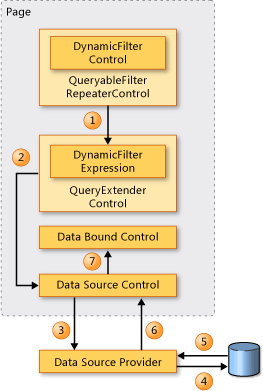 Page
DynamicFilter
Control
QueryableFilter
RepeaterControl
1
2
DynamicFilter
Expression
QueryExtender
Control
Data Bound Control
7
Data Source Control
3
6
5
Data Source Provider
4